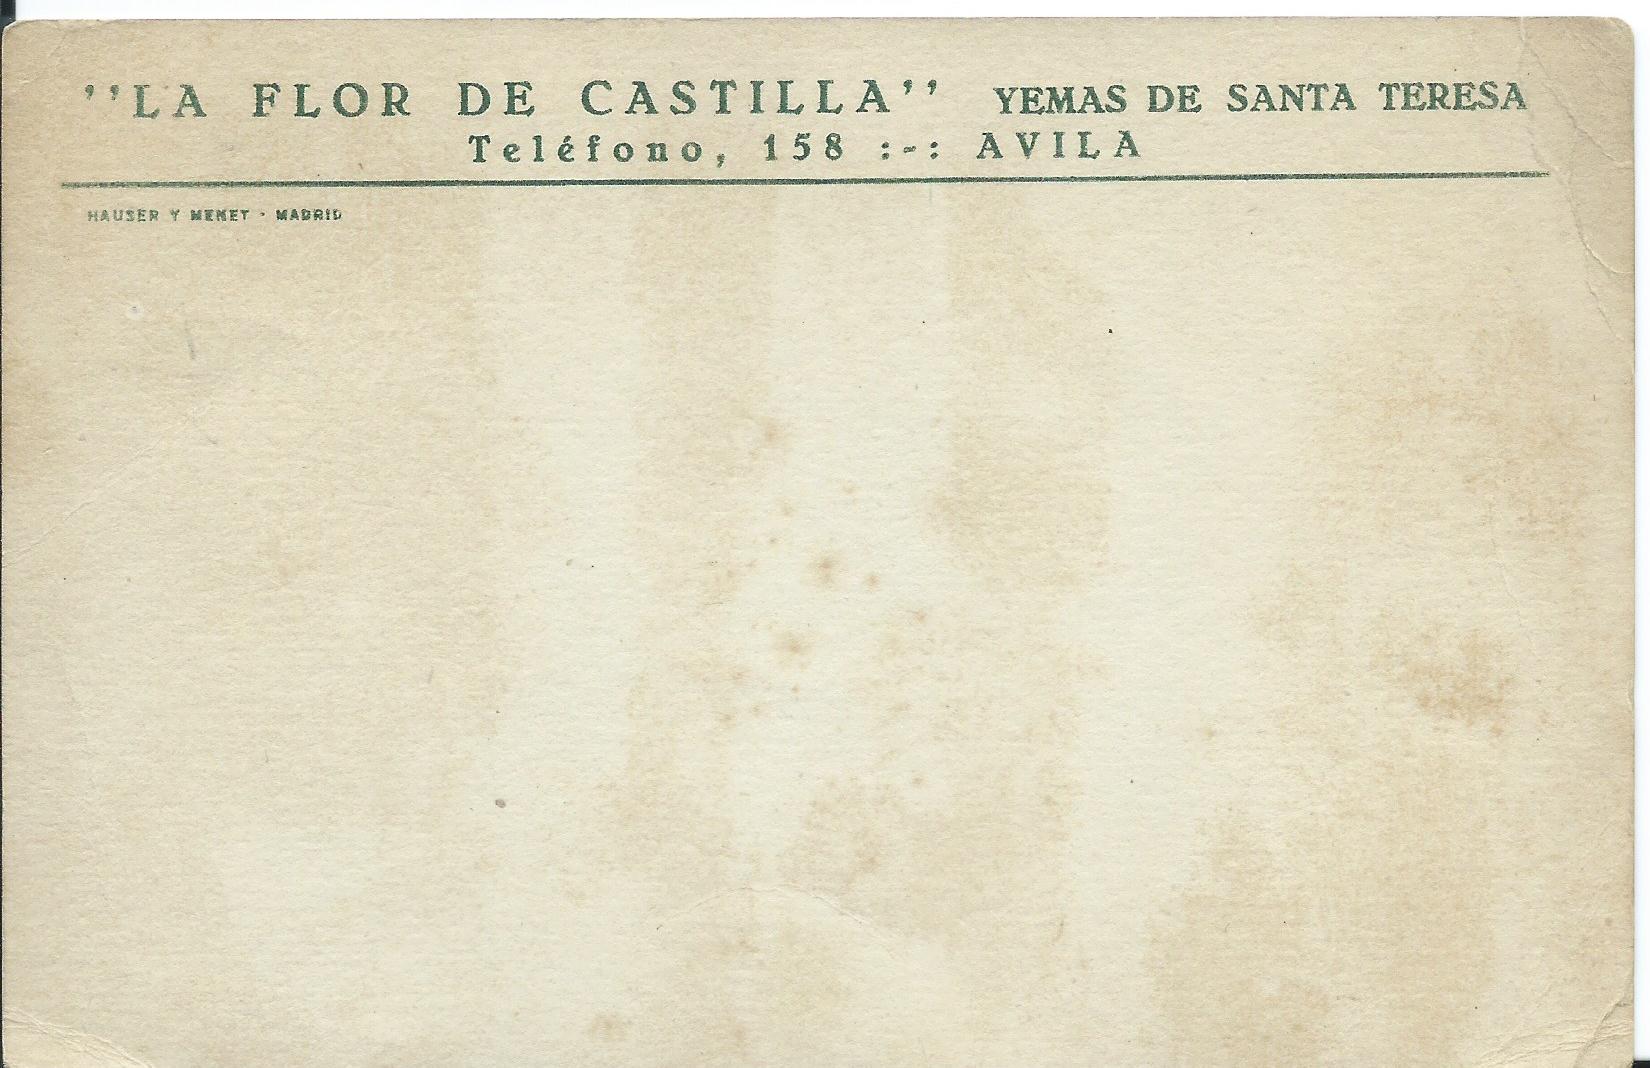 ''LA FLOR DE CASTILLA'' YEMAS DE SANTA TERESA
Teléfono, 158 :-: AVILA
HAUSER Y MENET · MADRID